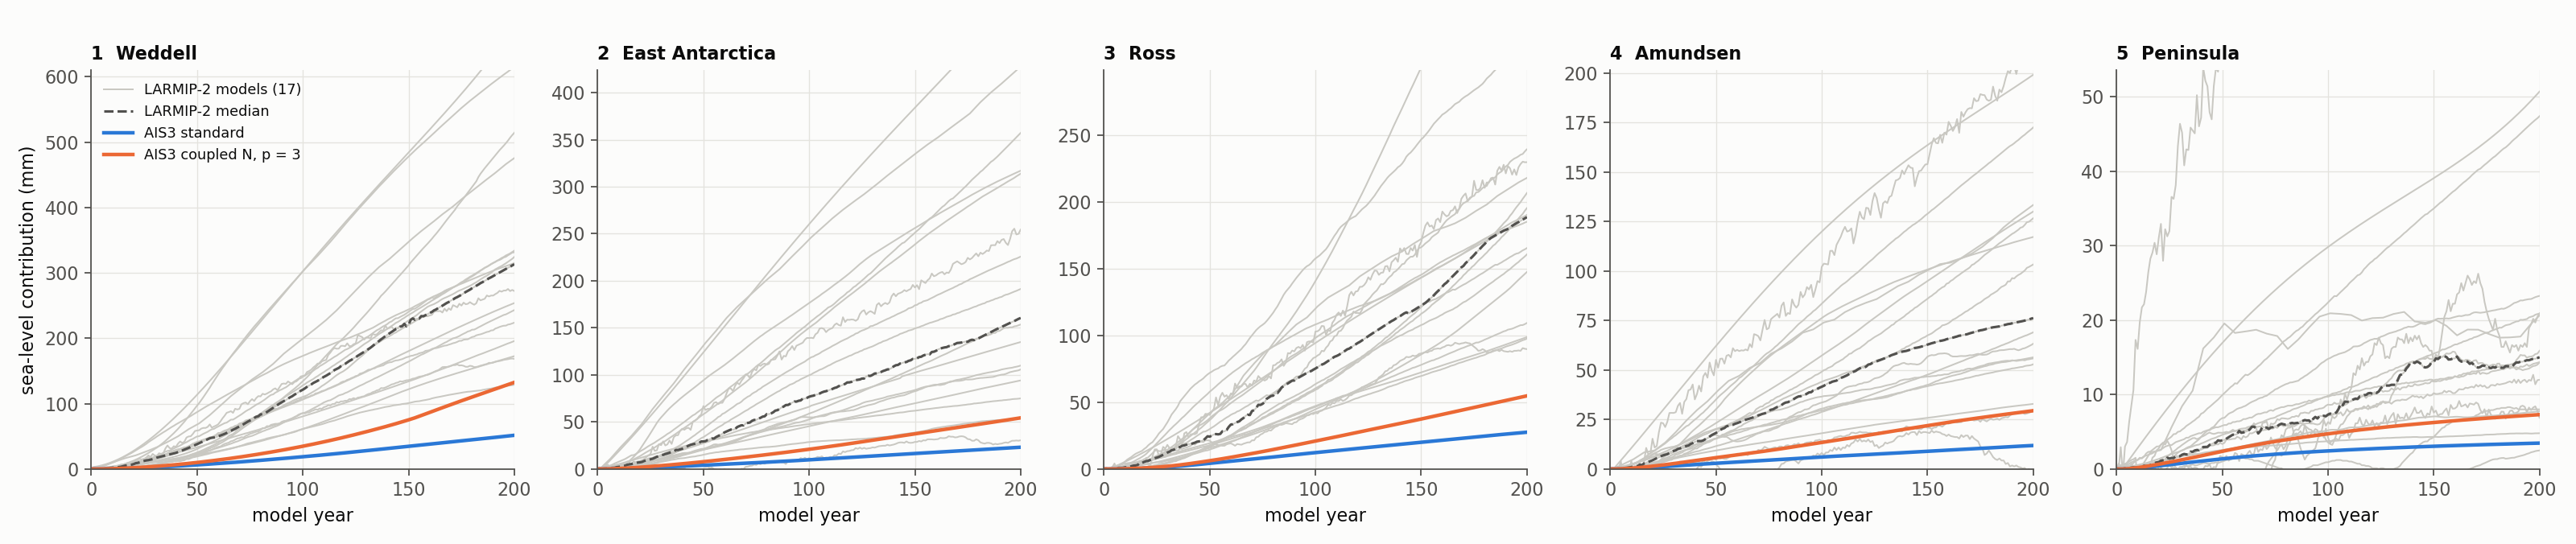 1  Weddell
600
500
400
300
200
100
0
sea-level contribution (mm)
LARMIP-2 models (17)
LARMIP-2 median
AIS3 standard
AIS3 coupled N, p = 3
0 50 100 150 200
model year
2  East Antarctica
400
350
300
250
200
150
100
50
0
0 50 100 150 200
model year
3  Ross
250
200
150
100
50
0
0 50 100 150 200
model year
4  Amundsen
200
175
150
125
100
75
50
25
0
0 50 100 150 200
model year
5  Peninsula
50
40
30
20
10
0
0 50 100 150 200
model year